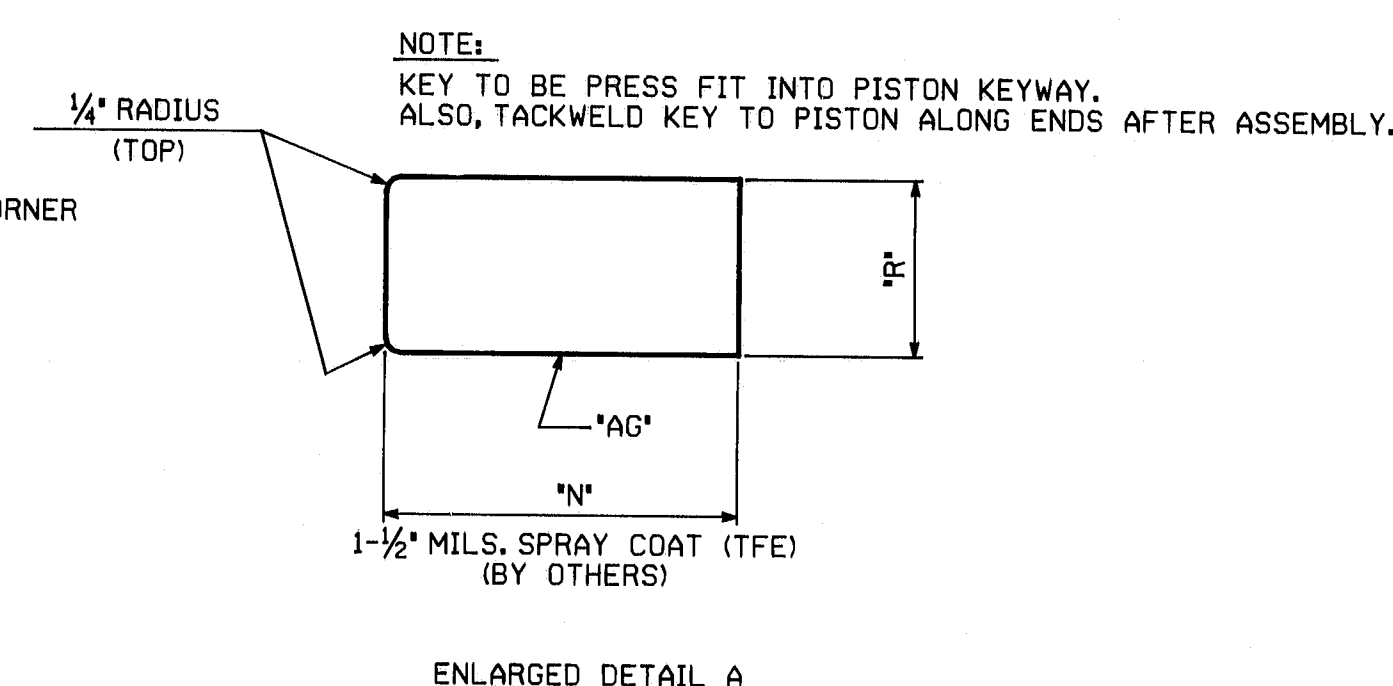 NOTE:
KEY TO BE PRESS FIT INTO PISTON KEYWAY.
ALSO, TACKWELD KEY TO PISTON ALONG ENDS AFTER ASSEMBLY.
1/4" RADIUS
(TOP)
ORNER
"R"
"AG"
"N"
1-1/2" MILS. SPRAY COAT (TFE)
(BY OTHERS)
ENLARGED DETAIL A